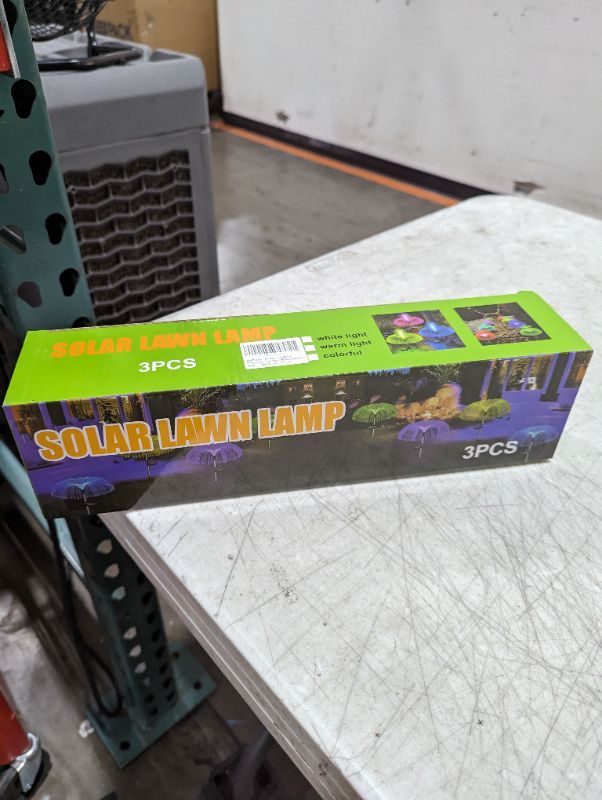 SOLAR LAWN LAMP
3PCS
white light
warm light
colorful
SOLAR LAWN LAMP
3PCS